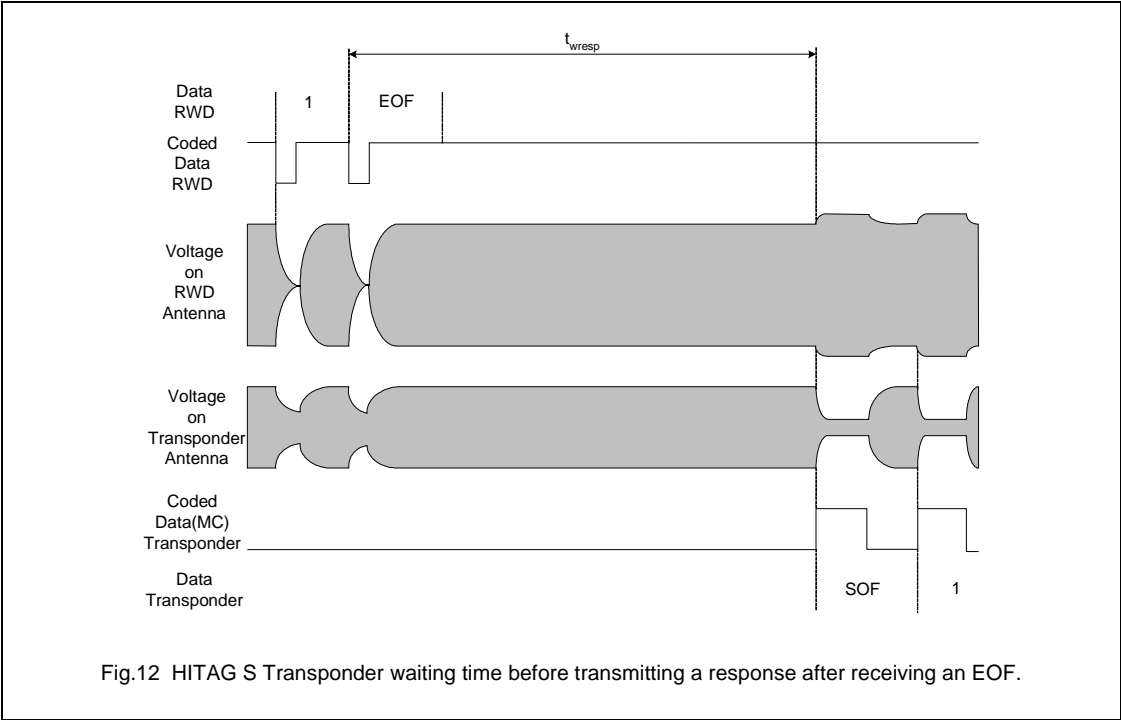 twresp
Data
RWD
1
EOF
Coded
Data
RWD
Voltage
on
RWD
Antenna
Voltage
on
Transponder
Antenna
Coded
Data(MC)
Transponder
Data
Transponder
SOF
1
Fig.12 HITAG S Transponder waiting time before transmitting a response after receiving an EOF.